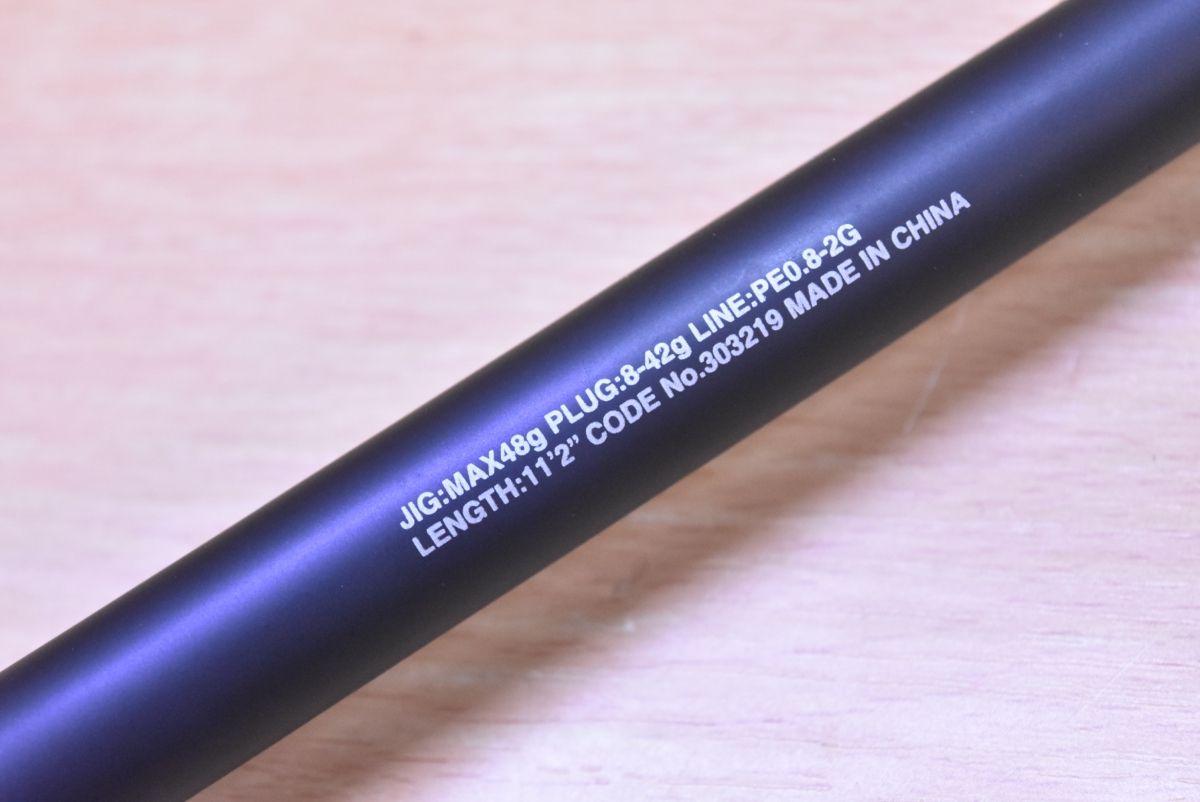 JIG:MAX48g PLUG:8-42g LINE:PE0.8-2G
LENGTH:11'2” CODE No.303219 MADE IN CHINA